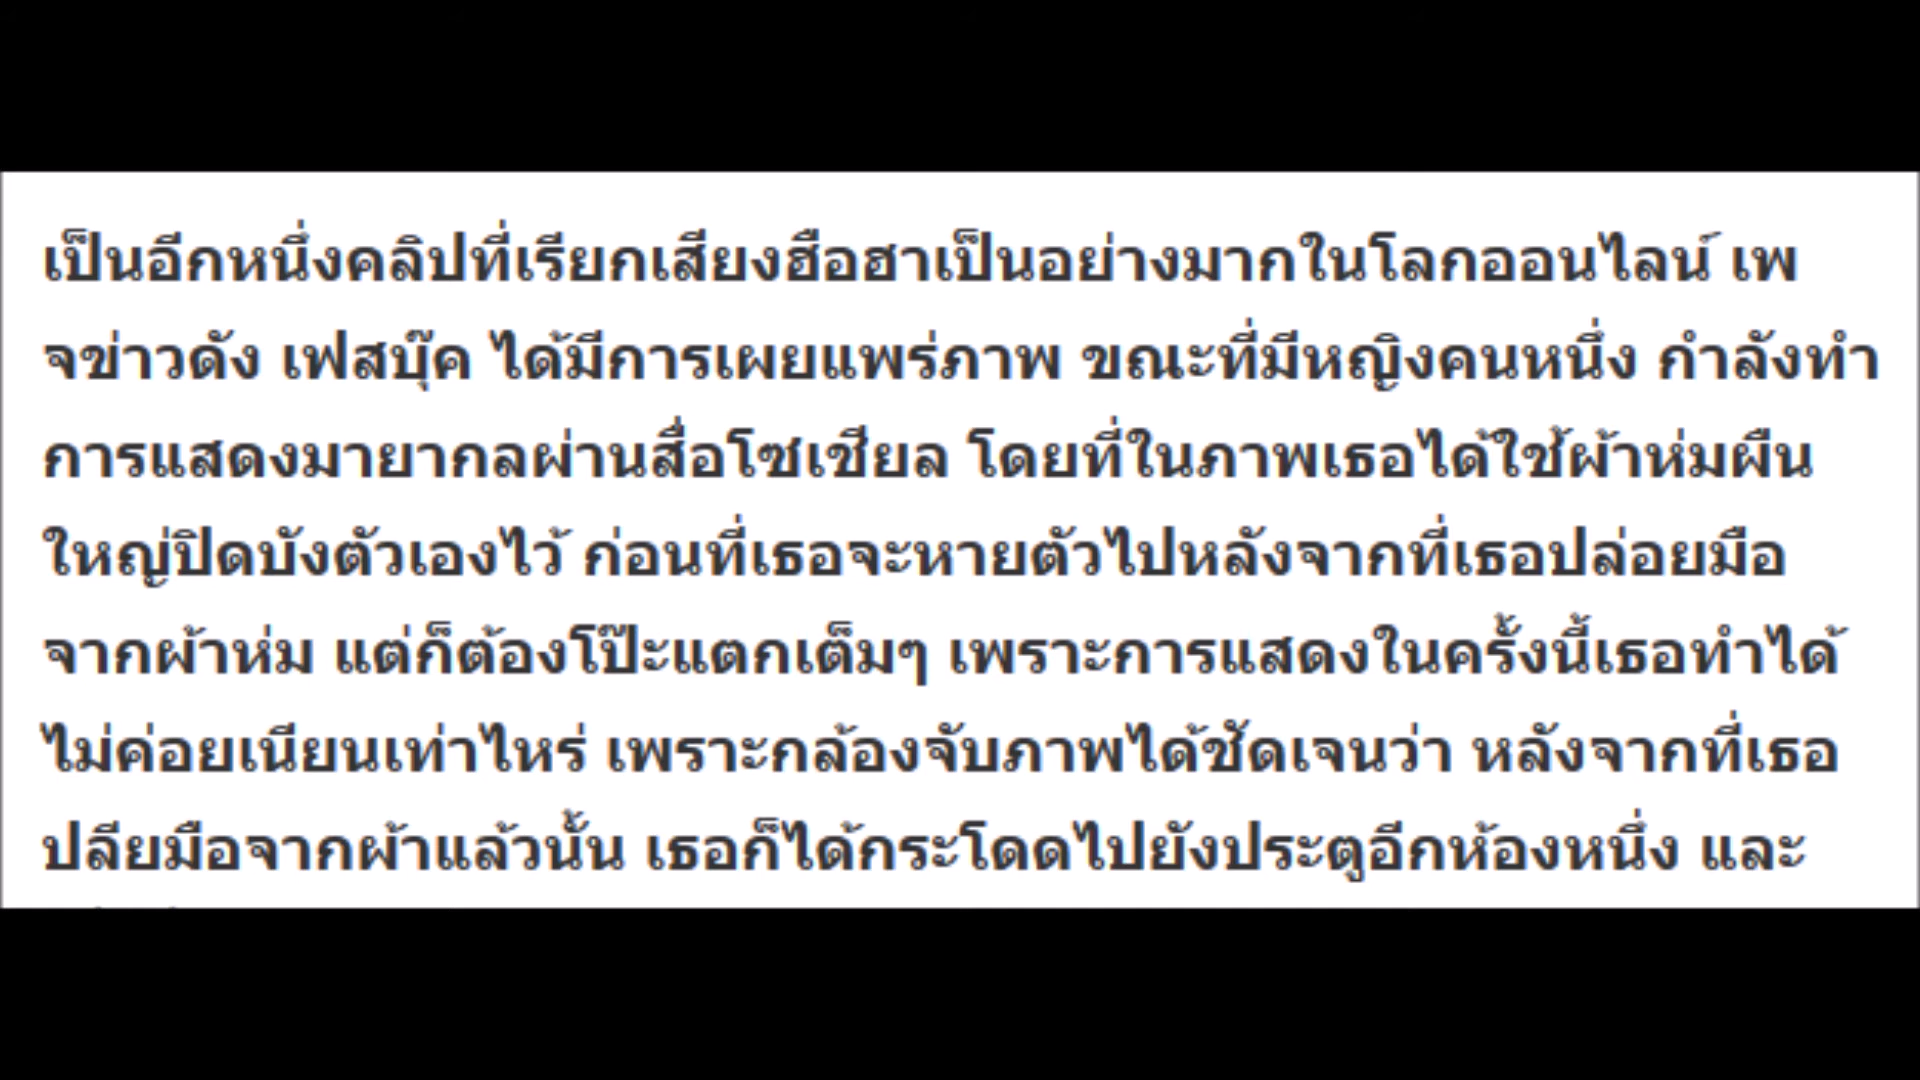 เป็นอีกหนึ่งคลิปที่เรียกเสียงฮือฮาเป็นอย่างมากในโลกออนไลน์ เพ
จข่าวดัง เฟสบุ๊ค ได้มีการเผยแพร่ภาพ ขณะที่มีหญิงคนหนึ่ง กำลังทำ
การแสดงมายากลผ่านสื่อโซเชียล โดยที่ในภาพเธอได้ใช้ผ้าห่มผืน
ใหญ่ปิดบังตัวเองไว้ ก่อนที่เธอจะหายตัวไปหลังจากที่เธอปล่อยมือ
จากผ้าห่ม แต่ก็ต้องโป๊ะแตกเต็มๆ เพราะการแสดงในครั้งนี้เธอทำได้
ไม่ค่อยเนียนเท่าไหร่ เพราะกล้องจับภาพได้ชัดเจนว่า หลังจากที่เธอ
ปลียมือจากผ้าแล้วนั้น เธอก็ได้กระโดดไปยังประตูอีกห้องหนึ่ง และ